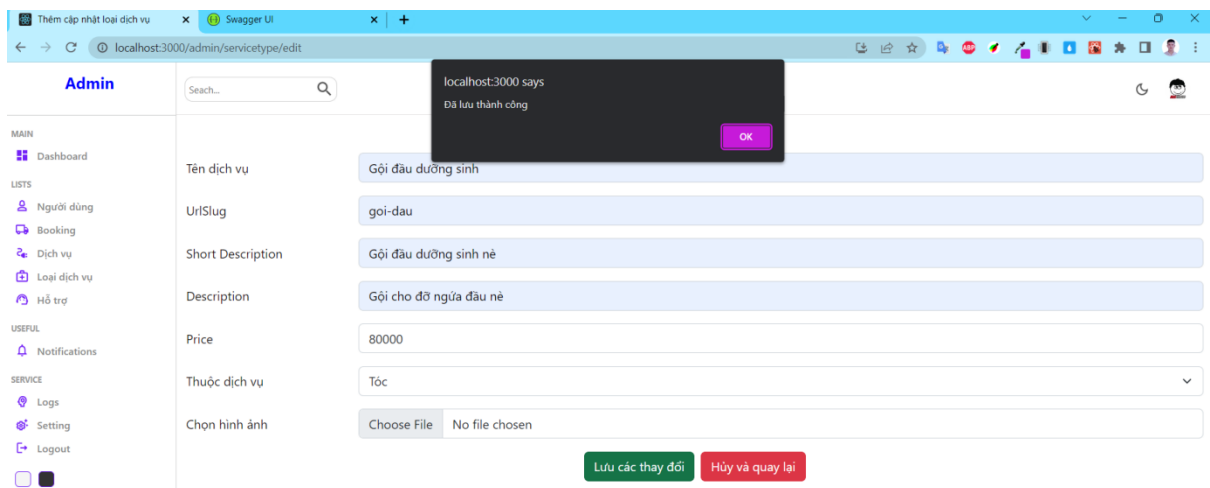 Thêm cập nhật loại dịch vụ
Swagger UI
localhost:3000/admin/servicetype/edit
ABP
localhost:3000 says
Đã lưu thành công
OK
Admin
Seach...
MAIN
Dashboard
LISTS
Người dùng
Booking
Dịch vụ
Loại dịch vụ
Hỗ trợ
USEFUL
Notifications
SERVICE
Logs
Setting
Logout
Tên dịch vụ
Gội đầu dưỡng sinh
UrlSlug
goi-dau
Short Description
Gội đầu dưỡng sinh nè
Description
Gội cho đỡ ngứa đầu nè
Price
80000
Thuộc dịch vụ
Tóc
Chọn hình ảnh
Choose File No file chosen
Lưu các thay đổi
Hủy và quay lại